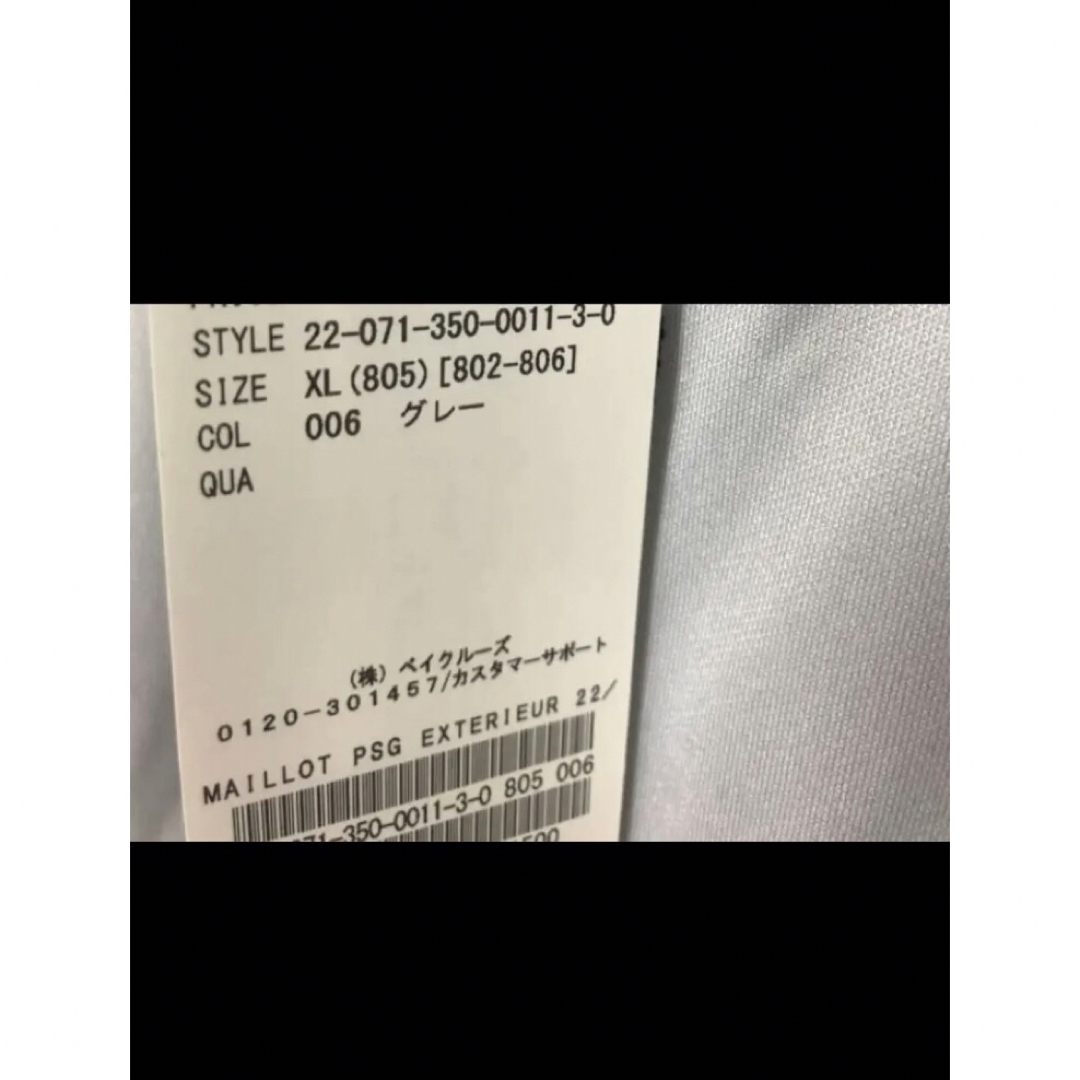 STYLE 22-071-350-0011-3-0
SIZE XL(805)[802-806]
COL 006 グレー
QUA
(株) ベイクルーズ
0120-301457/カスタマーサポート
MAILLOT PSG EXTERIEUR 22/
071-350-0011-3-0 805 006